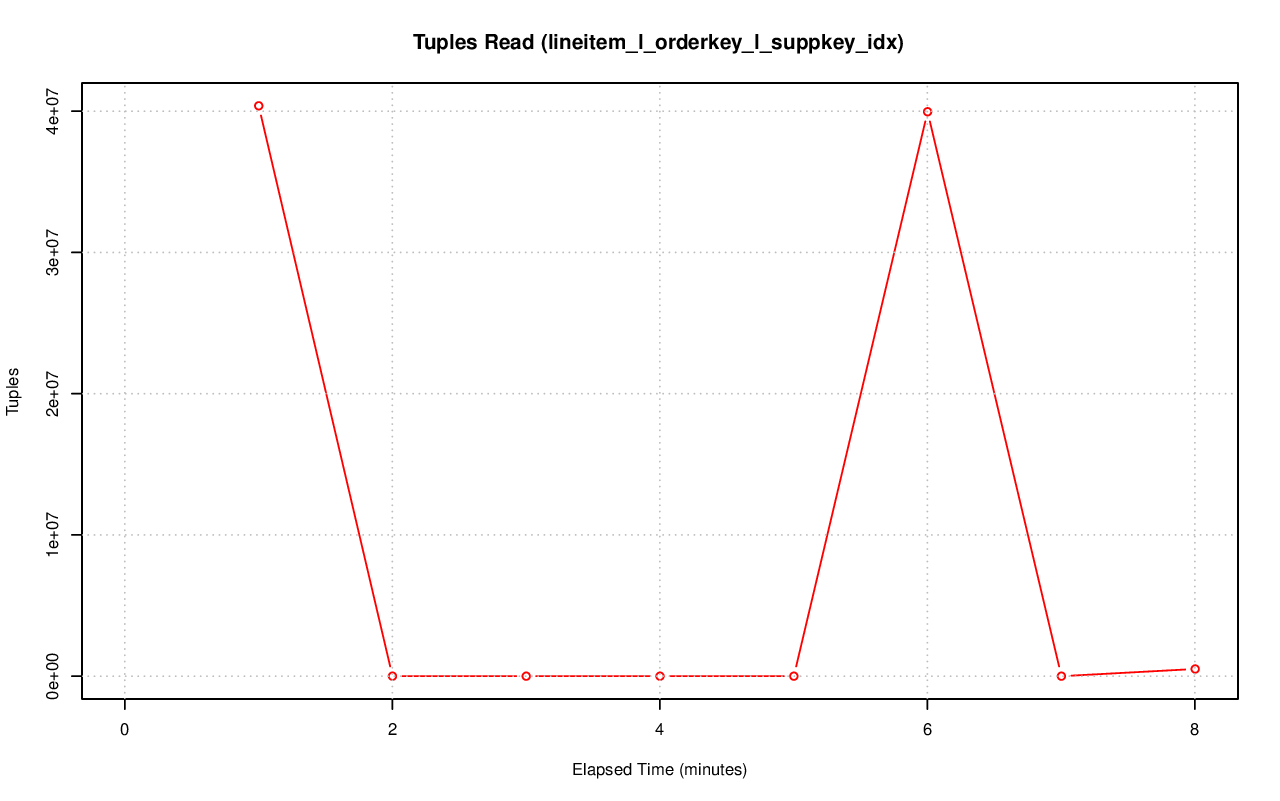 Tuples Read (lineitem_l_orderkey_l_suppkey_idx)
4e+07
3e+07
2e+07
1e+07
0e+00
Tuples
0 2 4 6 8
Elapsed Time (minutes)